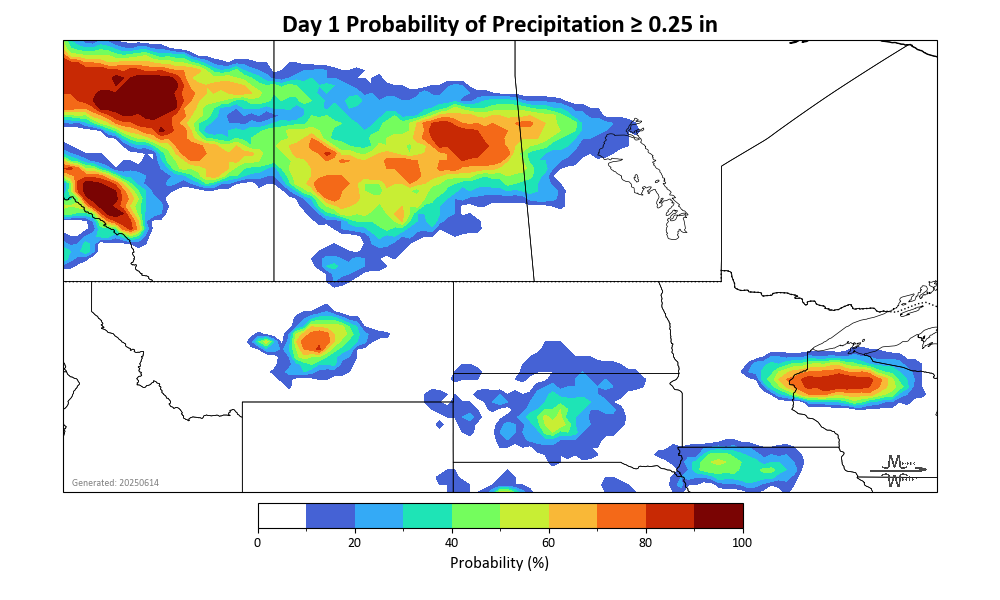 Day 1 Probability of Precipitation ≥ 0.25 in
Generated: 20250614
0 20 40 60 80 100
Probability (%)